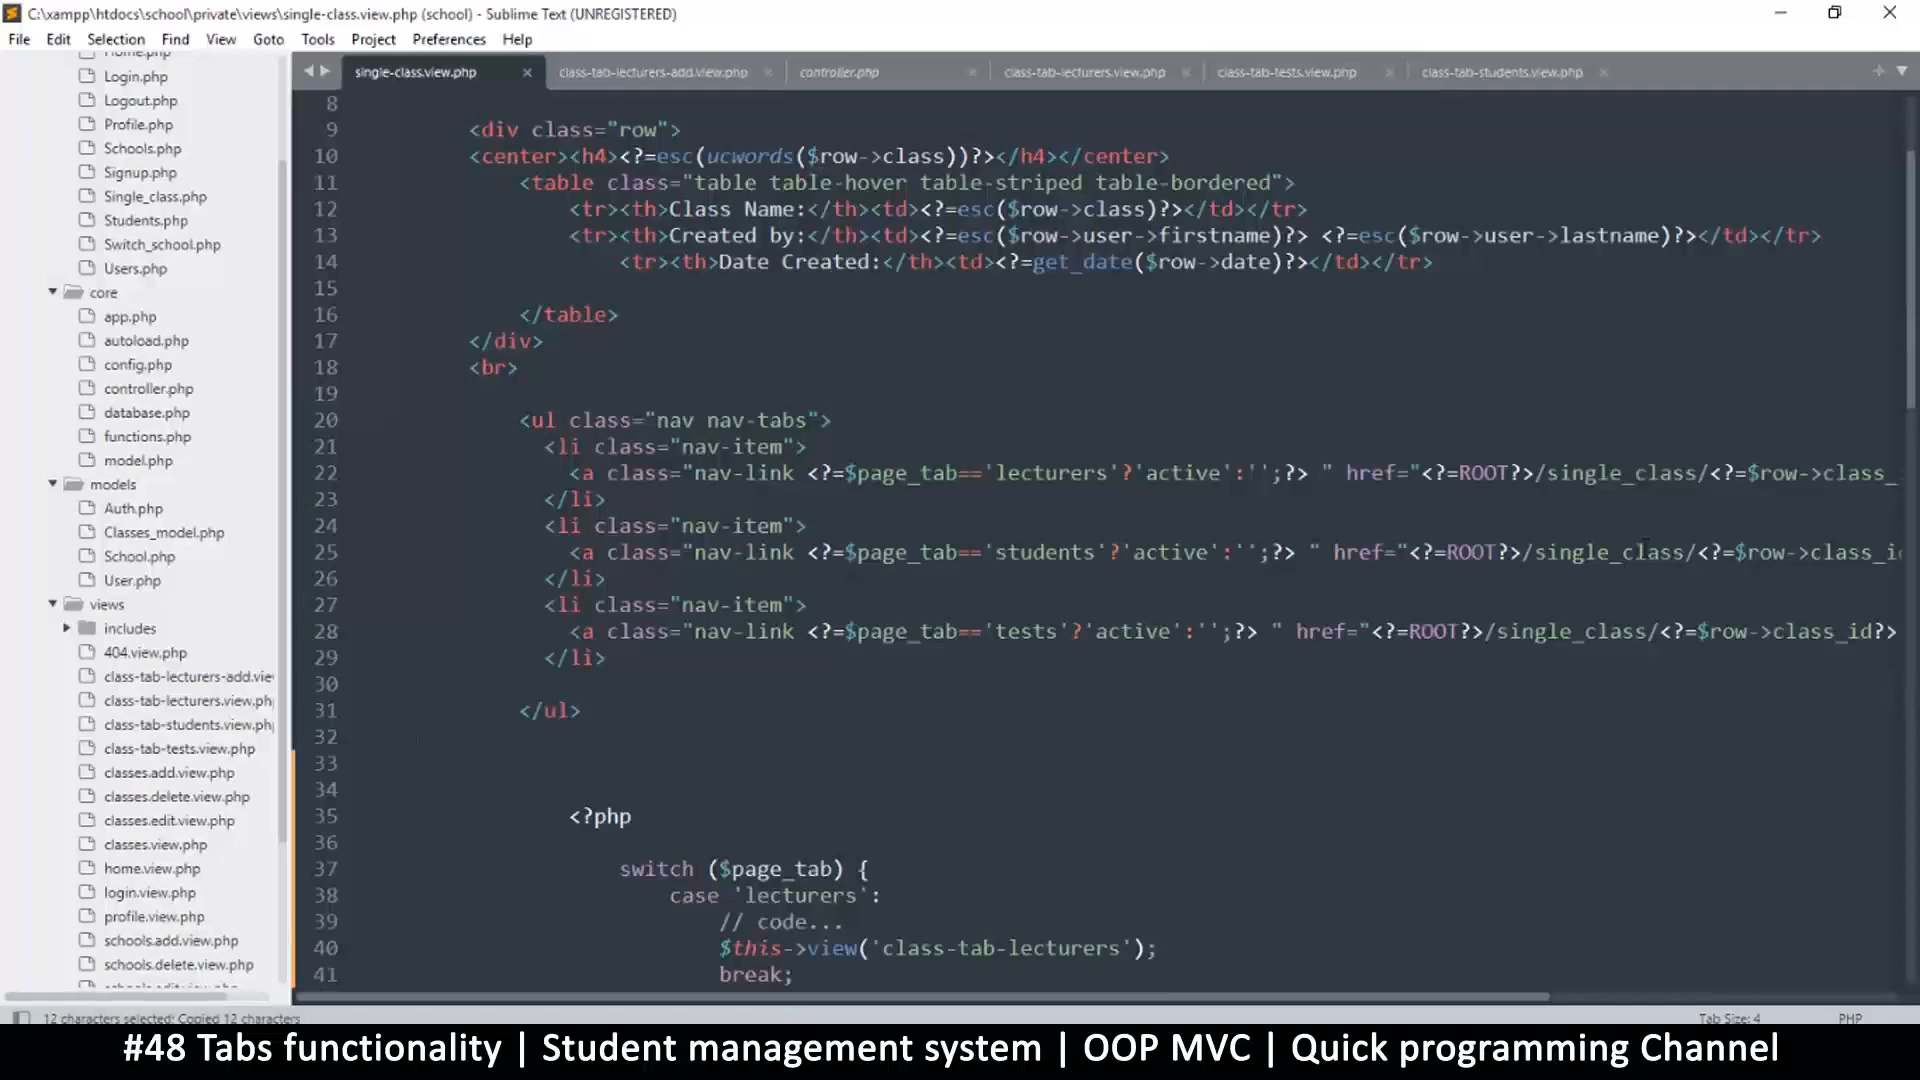 C:\xampp\htdocs\school\private\views\single-class.view.php (school) - Sublime Text (UNREGISTERED)
File Edit Selection Find View Goto Tools Project Preferences Help
single-class.view.php class-tab-lecturers-add.view.php controller.php class-tab-lecturers.view.php class-tab-tests.view.php class-tab-students.view.php
Home.php
Login.php
Logout.php
Profile.php
Schools.php
Signup.php
Single_class.php
Students.php
Switch_school.php
Users.php
core
app.php
autoload.php
config.php
controller.php
database.php
functions.php
model.php
models
Auth.php
Classes_model.php
School.php
User.php
views
includes
404.view.php
class-tab-lecturers-add.vie
class-tab-lecturers.view.ph
class-tab-students.view.ph
class-tab-tests.view.php
classes.add.view.php
classes.delete.view.php
classes.edit.view.php
classes.view.php
home.view.php
login.view.php
profile.view.php
schools.add.view.php
schools.delete.view.php
8
9 <div class="row">
10 <center><h4><?=esc(ucwords($row->class))?></h4></center>
11 <table class="table table-hover table-striped table-bordered">
12 <tr><th>Class Name:</th><td><?=esc($row->class)?></td></tr>
13 <tr><th>Created by:</th><td><?=esc($row->user->firstname)?> <?=esc($row->user->lastname)?></td></tr>
14 <tr><th>Date Created:</th><td><?=get_date($row->date)?></td></tr>
15
16 </table>
17 </div>
18 <br>
19
20 <ul class="nav nav-tabs">
21 <li class="nav-item">
22 <a class="nav-link <?=$page_tab=='lecturers'?'active':'';?> " href="<?=ROOT?>/single_class/<?=$row->class_
23 </li>
24 <li class="nav-item">
25 <a class="nav-link <?=$page_tab=='students'?'active':'';?> " href="<?=ROOT?>/single_class/<?=$row->class_i
26 </li>
27 <li class="nav-item">
28 <a class="nav-link <?=$page_tab=='tests'?'active':'';?> " href="<?=ROOT?>/single_class/<?=$row->class_id?>
29 </li>
30
31 </ul>
32
33
34
35 <?php
36
37 switch ($page_tab) {
38 case 'lecturers':
39 // code...
40 $this->view('class-tab-lecturers');
41 break;
12 characters selected; Copied 12 characters Tab Size: 4 PHP
#48 Tabs functionality | Student management system | OOP MVC | Quick programming Channel